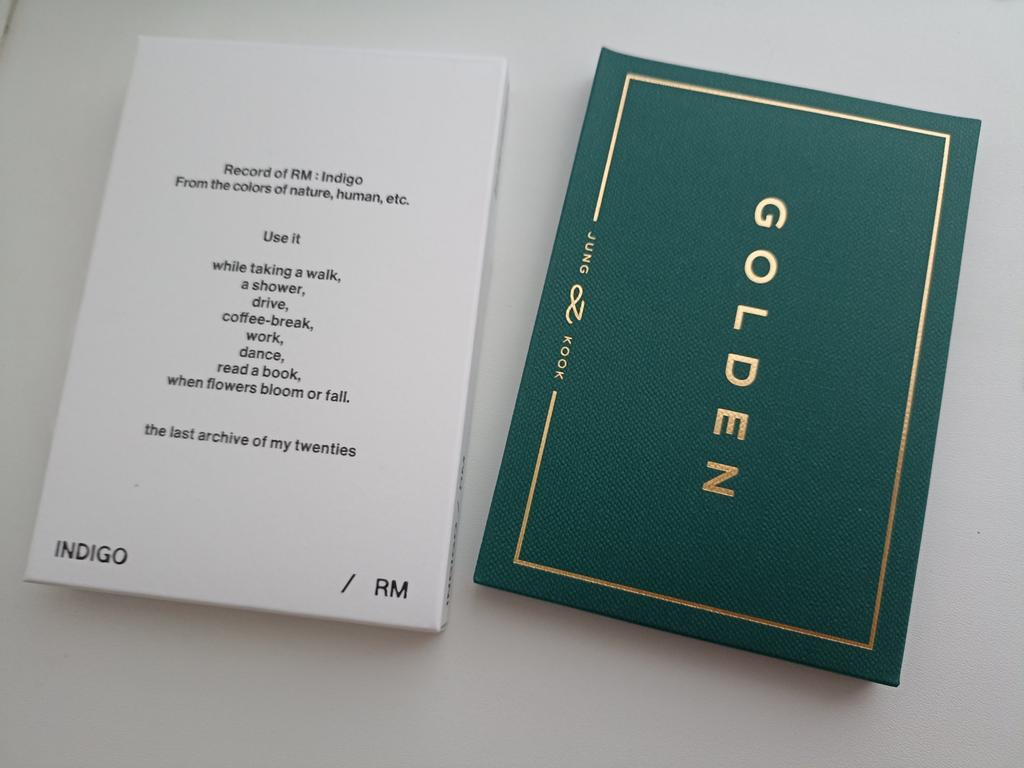 Record of RM : Indigo
From the colors of nature, human, etc.
Use it
while taking a walk,
a shower,
drive,
coffee-break,
work,
dance,
read a book,
when flowers bloom or fall.
the last archive of my twenties
INDIGO
/ RM
INDIGO / RM
GOLDEN
JUNG KOOK